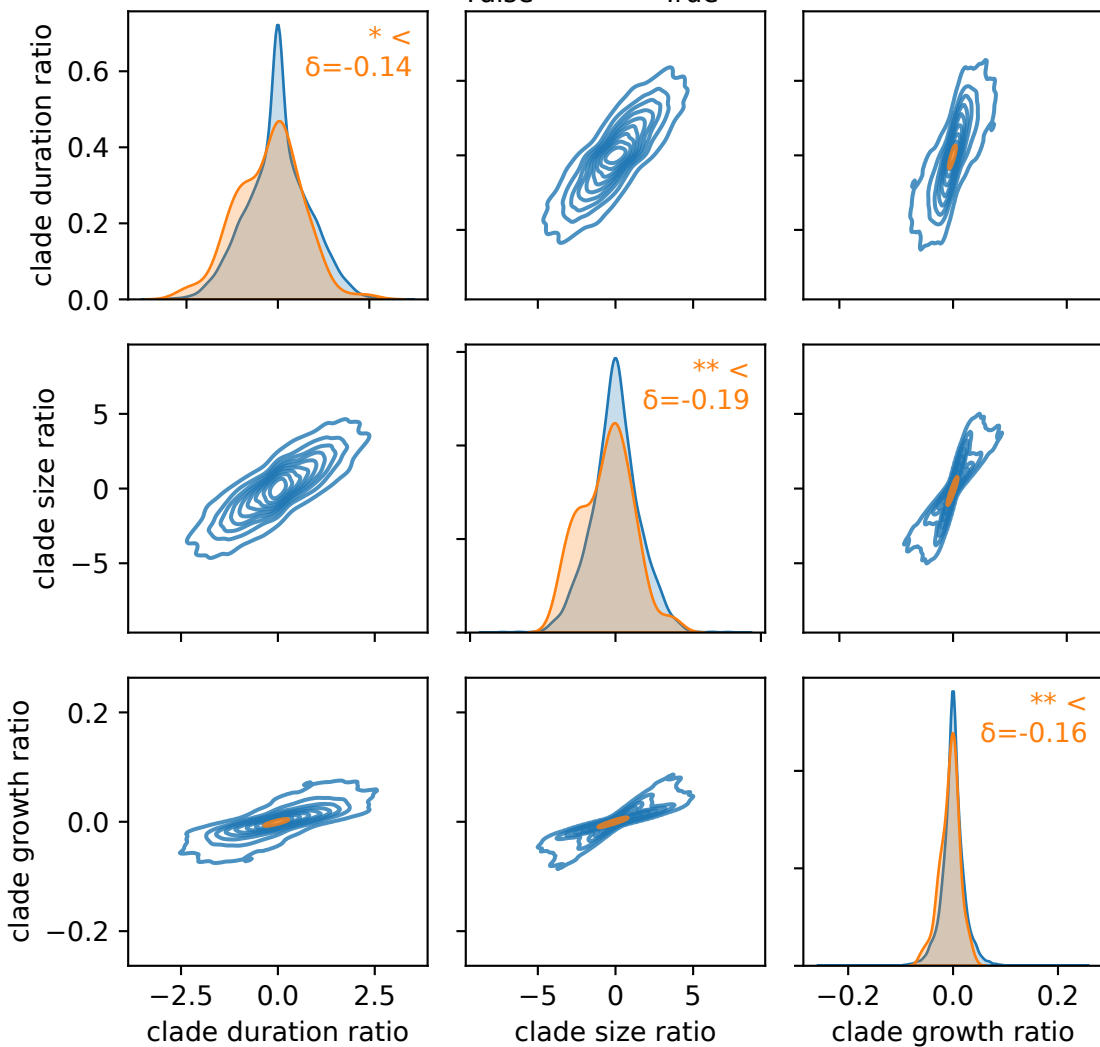 clade duration ratio
0.6
0.4
0.2
0.0
* <
δ=-0.14
clade size ratio
5
0
−5
** <
δ=-0.19
clade growth ratio
0.2
0.0
−0.2
** <
δ=-0.16
−2.5 0.0 2.5
−5 0 5
−0.2 0.0 0.2
clade duration ratio
clade size ratio
clade growth ratio